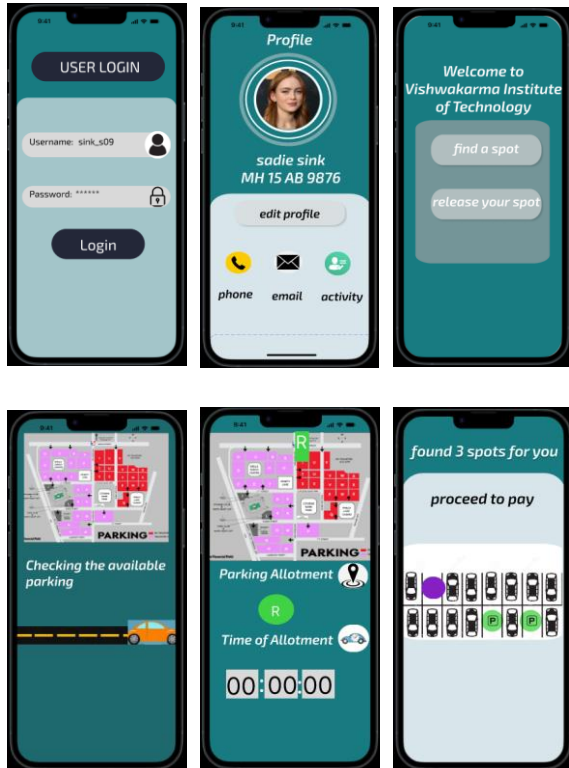 9:41
USER LOGIN
Username: sink_s09
Password: ******
Login
9:41
Profile
sadie sink
MH 15 AB 9876
edit profile
phone
email
activity
9:41
Welcome to
Vishwakarma Institute
of Technology
find a spot
release your spot
9:41
PARKING
Checking the available
parking
9:41
R
PARKING
Parking Allotment
R
Time of Allotment
00:00:00
found 3 spots for you
proceed to pay
P
P